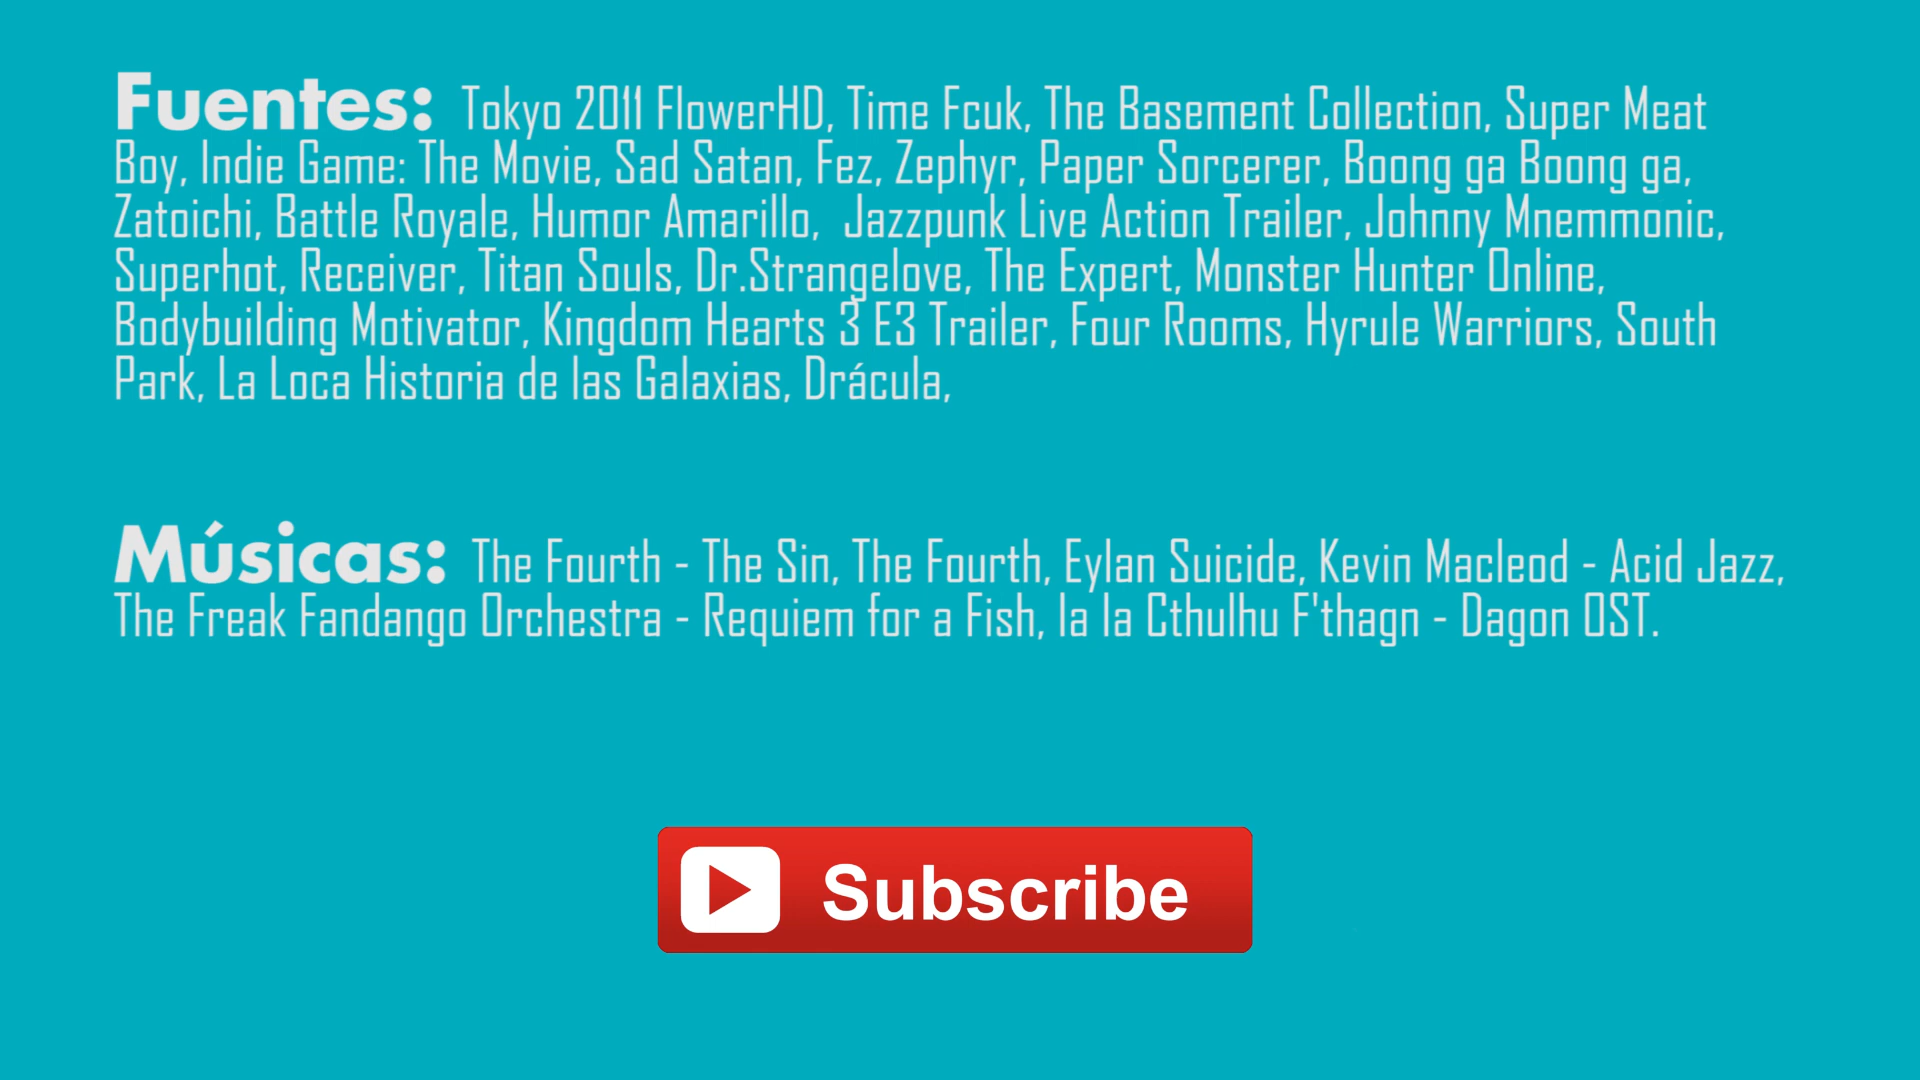 Fuentes: Tokyo 2011 FlowerHD, Time Fcuk, The Basement Collection, Super Meat
Boy, Indie Game: The Movie, Sad Satan, Fez, Zephyr, Paper Sorcerer, Boong ga Boong ga,
Zatoichi, Battle Royale, Humor Amarillo, Jazzpunk Live Action Trailer, Johnny Mnemmonic,
Superhot, Receiver, Titan Souls, Dr.Strangelove, The Expert, Monster Hunter Online,
Bodybuilding Motivator, Kingdom Hearts 3 E3 Trailer, Four Rooms, Hyrule Warriors, South
Park, La Loca Historia de las Galaxias, Drácula,
Músicas: The Fourth - The Sin, The Fourth, Eylan Suicide, Kevin Macleod - Acid Jazz,
The Freak Fandango Orchestra - Requiem for a Fish, Ia Ia Cthulhu F'thagn - Dagon OST.
Subscribe